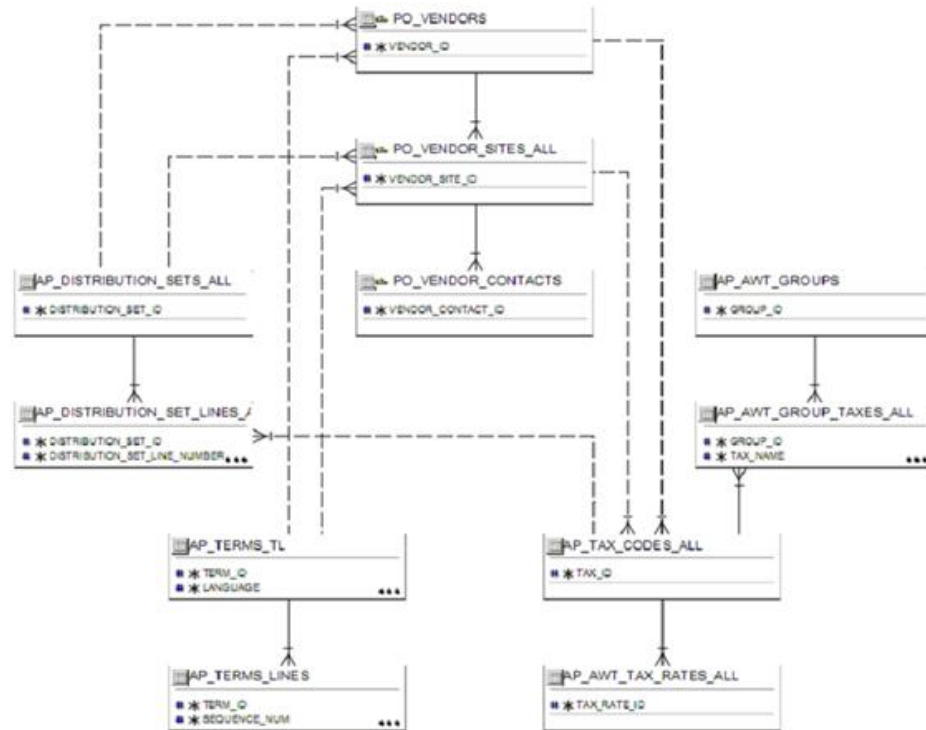 PO_VENDORS
VENDOR_ID
PO_VENDOR_SITES_ALL
VENDOR_SITE_ID
AP_DISTRIBUTION_SETS_ALL
DISTRIBUTION_SET_ID
PO_VENDOR_CONTACTS
VENDOR_CONTACT_ID
AP_AWT_GROUPS
GROUP_ID
AP_DISTRIBUTION_SET_LINES_A
DISTRIBUTION_SET_ID
DISTRIBUTION_SET_LINE_NUMBER
AP_AWT_GROUP_TAXES_ALL
GROUP_ID
TAX_NAME
AP_TERMS_TL
TERM_ID
LANGUAGE
AP_TAX_CODES_ALL
TAX_ID
AP_TERMS_LINES
TERM_ID
SEQUENCE_NUM
AP_AWT_TAX_RATES_ALL
TAX_RATE_ID